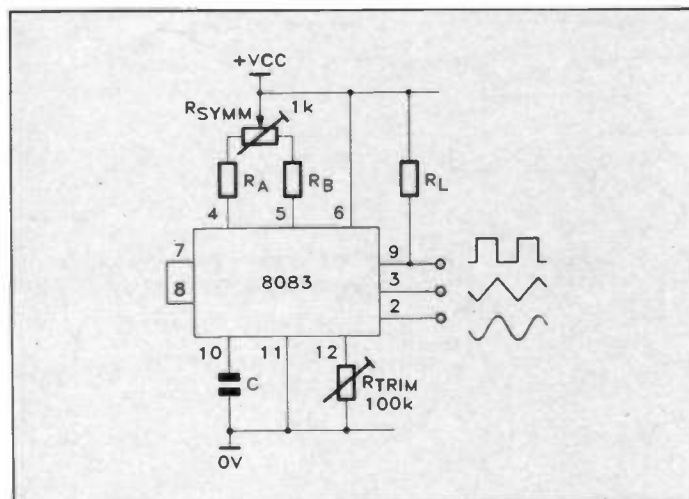 +VCC
RSYMM 1k
RA RB RL
4 5 6
7 9
8 8083 3
2
10 11 12
C RTRIM
100k
0V